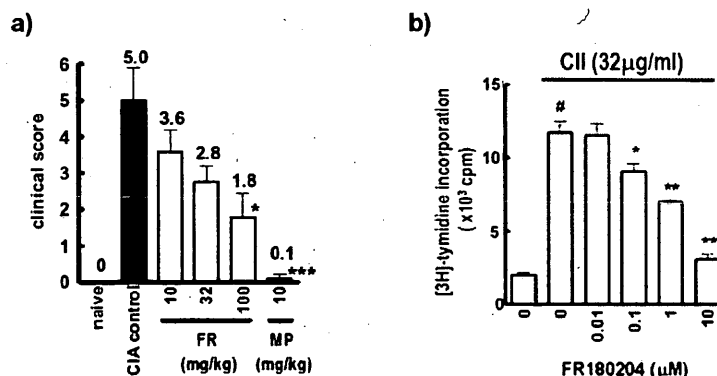 a)
5.0
6
5
4
3
2
1
0
clinical score
0
3.6
2.8
1.8
*
0.1
***
naive
CIA control
10
32
100
10
FR
(mg/kg)
MP
(mg/kg)
b)
CII (32µg/ml)
15
10
5
0
[3H]-tymidine incorporation
( x10³ cpm)
#
*
**
**
0
0
0.01
0.1
1
10
FR180204 (µM)